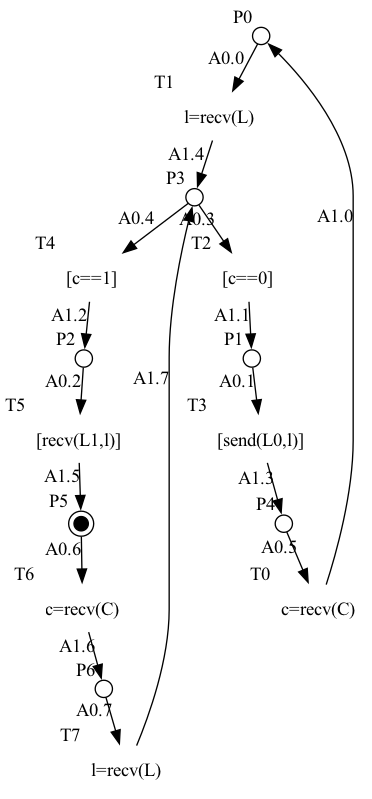 P0
A0.0
T1
l=recv(L)
A1.4
P3
A0.4
A0.3
T4
T2
A1.0
[c==1]
[c==0]
A1.2
A1.1
P2
P1
A0.2
A1.7
A0.1
T5
T3
[recv(L1,l)]
[send(L0,l)]
A1.5
A1.3
P5
P4
A0.6
A0.5
T6
T0
c=recv(C)
c=recv(C)
A1.6
P6
A0.7
T7
l=recv(L)